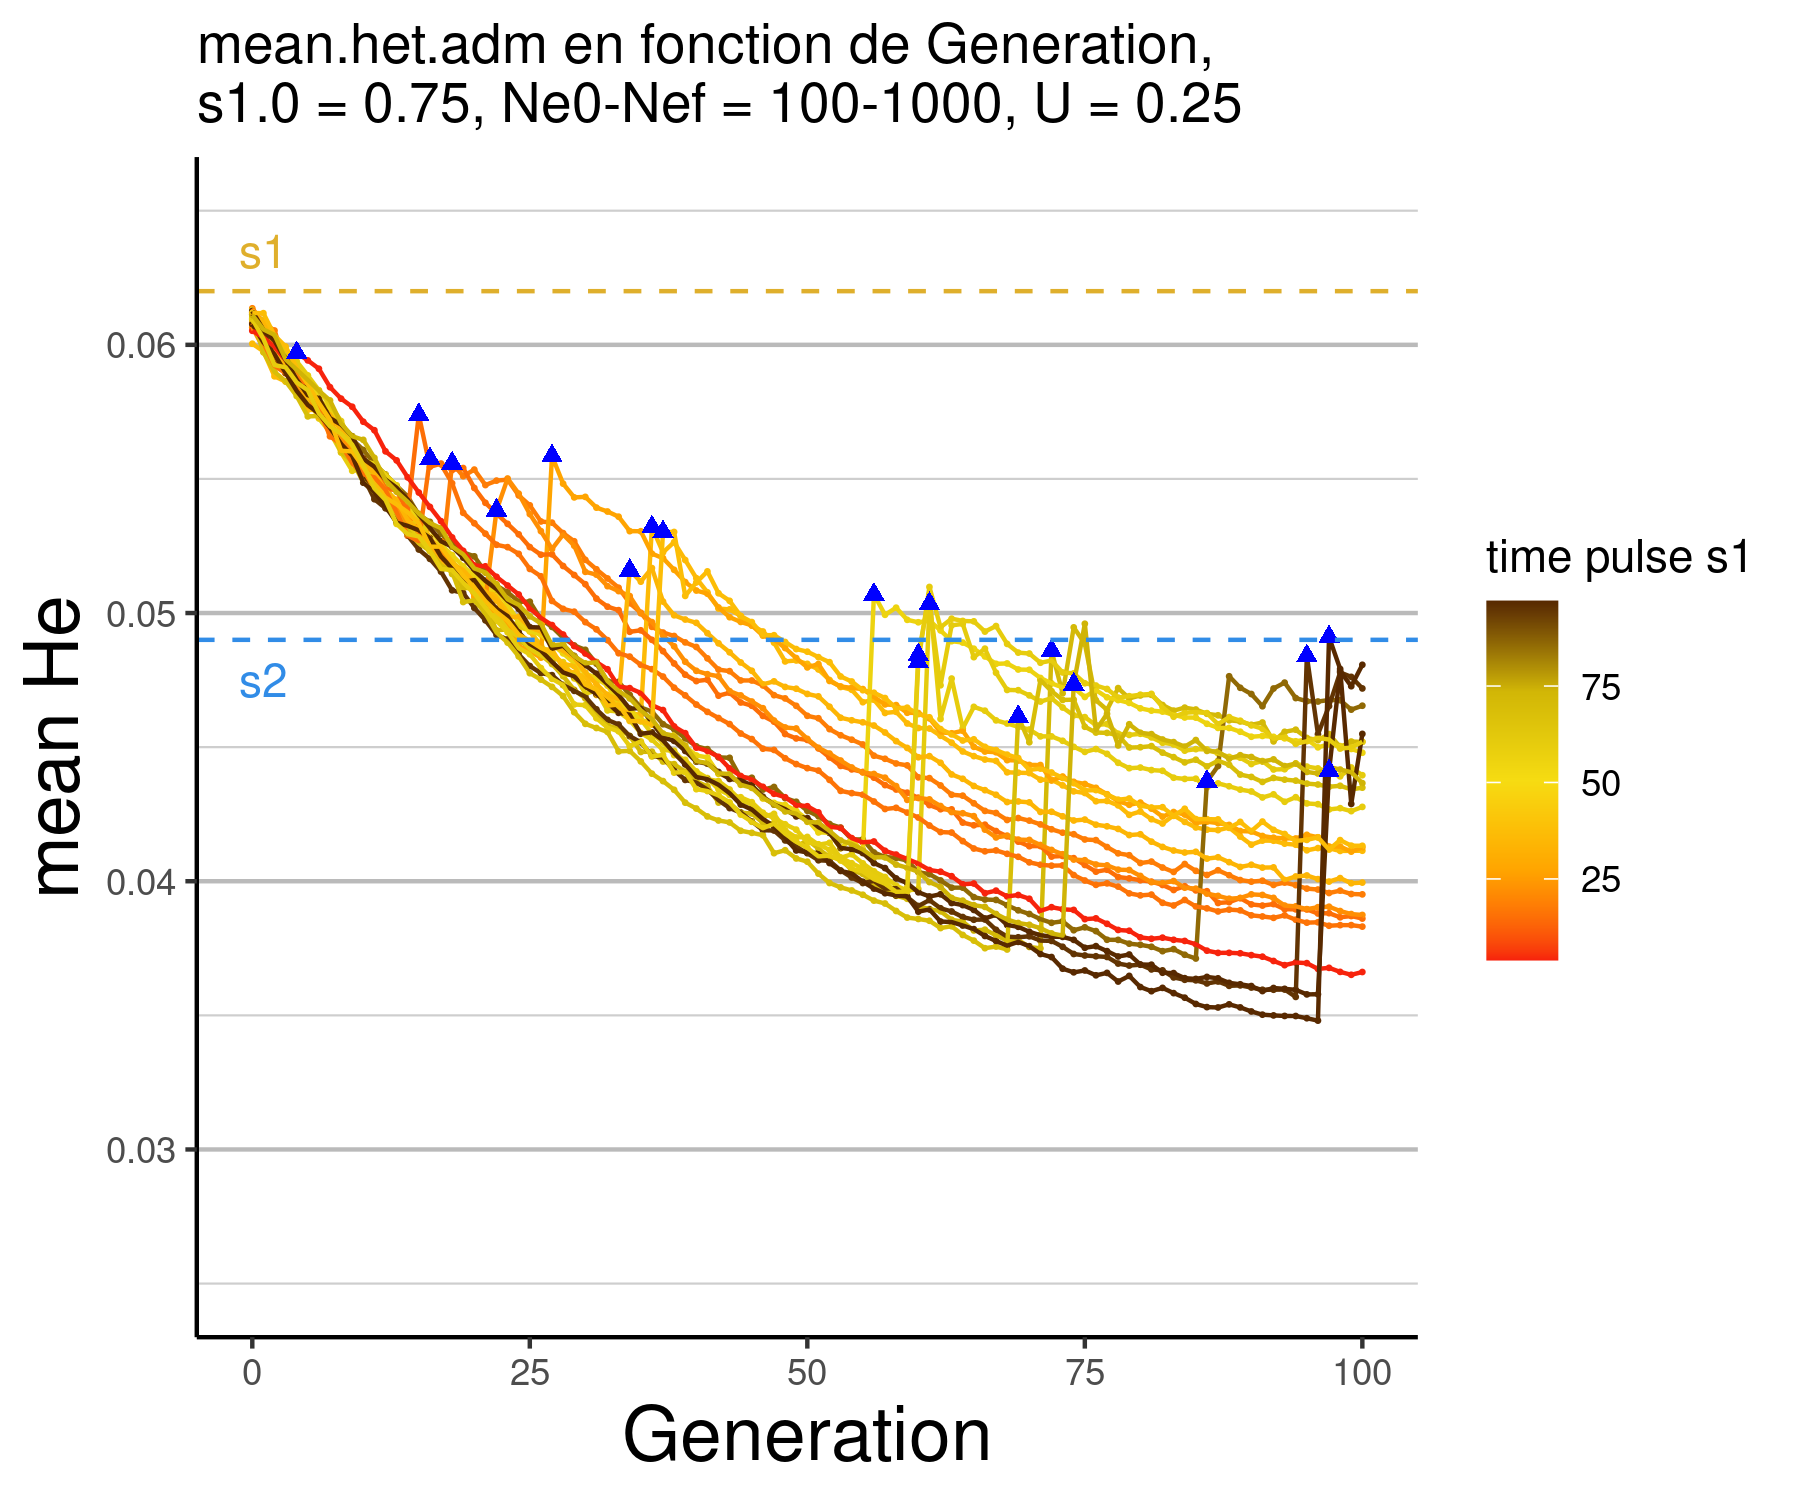 mean.het.adm en fonction de Generation,
s1.0 = 0.75, Ne0-Nef = 100-1000, U = 0.25
s1
0.06
0.05
s2
0.04
0.03
mean He
0
25
50
75
100
Generation
time pulse s1
75
50
25